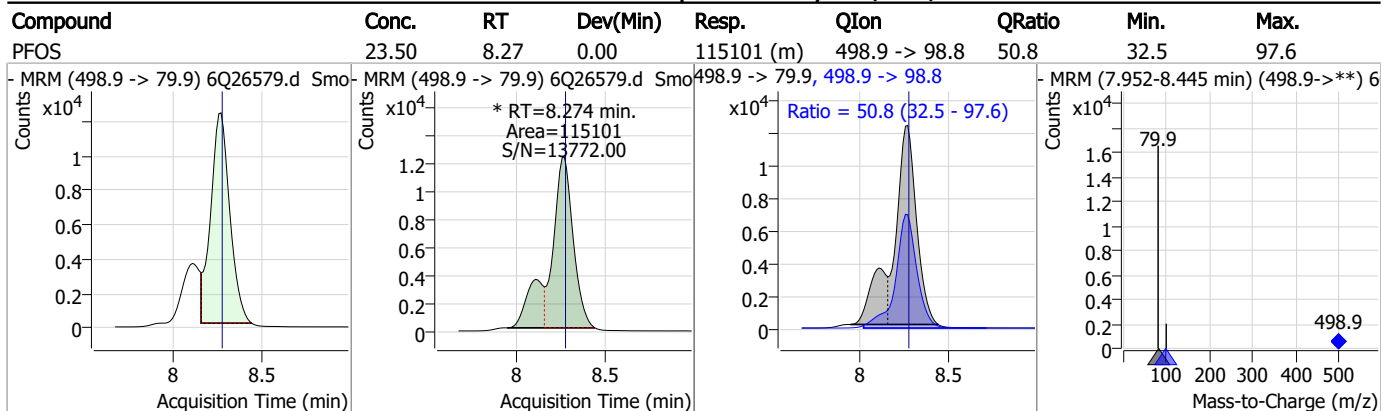 Compound Conc. RT Dev(Min) Resp. QIon QRatio Min. Max.
PFOS 23.50 8.27 0.00 115101 (m) 498.9 -> 98.8 50.8 32.5 97.6
- MRM (498.9 -> 79.9) 6Q26579.d Smo
Counts
x10⁴
1
0.8
0.6
0.4
0.2
0
8 8.5
Acquisition Time (min)
- MRM (498.9 -> 79.9) 6Q26579.d Smo
Counts
x10⁴
* RT=8.274 min.
Area=115101
S/N=13772.00
1.2
1
0.8
0.6
0.4
0.2
0
8 8.5
Acquisition Time (min)
498.9 -> 79.9, 498.9 -> 98.8
Counts
x10⁴
Ratio = 50.8 (32.5 - 97.6)
1
0.8
0.6
0.4
0.2
0
8 8.5
Acquisition Time (min)
- MRM (7.952-8.445 min) (498.9->**) 6
Counts
x10⁴
79.9
1.6
1.4
1.2
1
0.8
0.6
0.4
0.2
0
498.9
100 200 300 400 500
Mass-to-Charge (m/z)